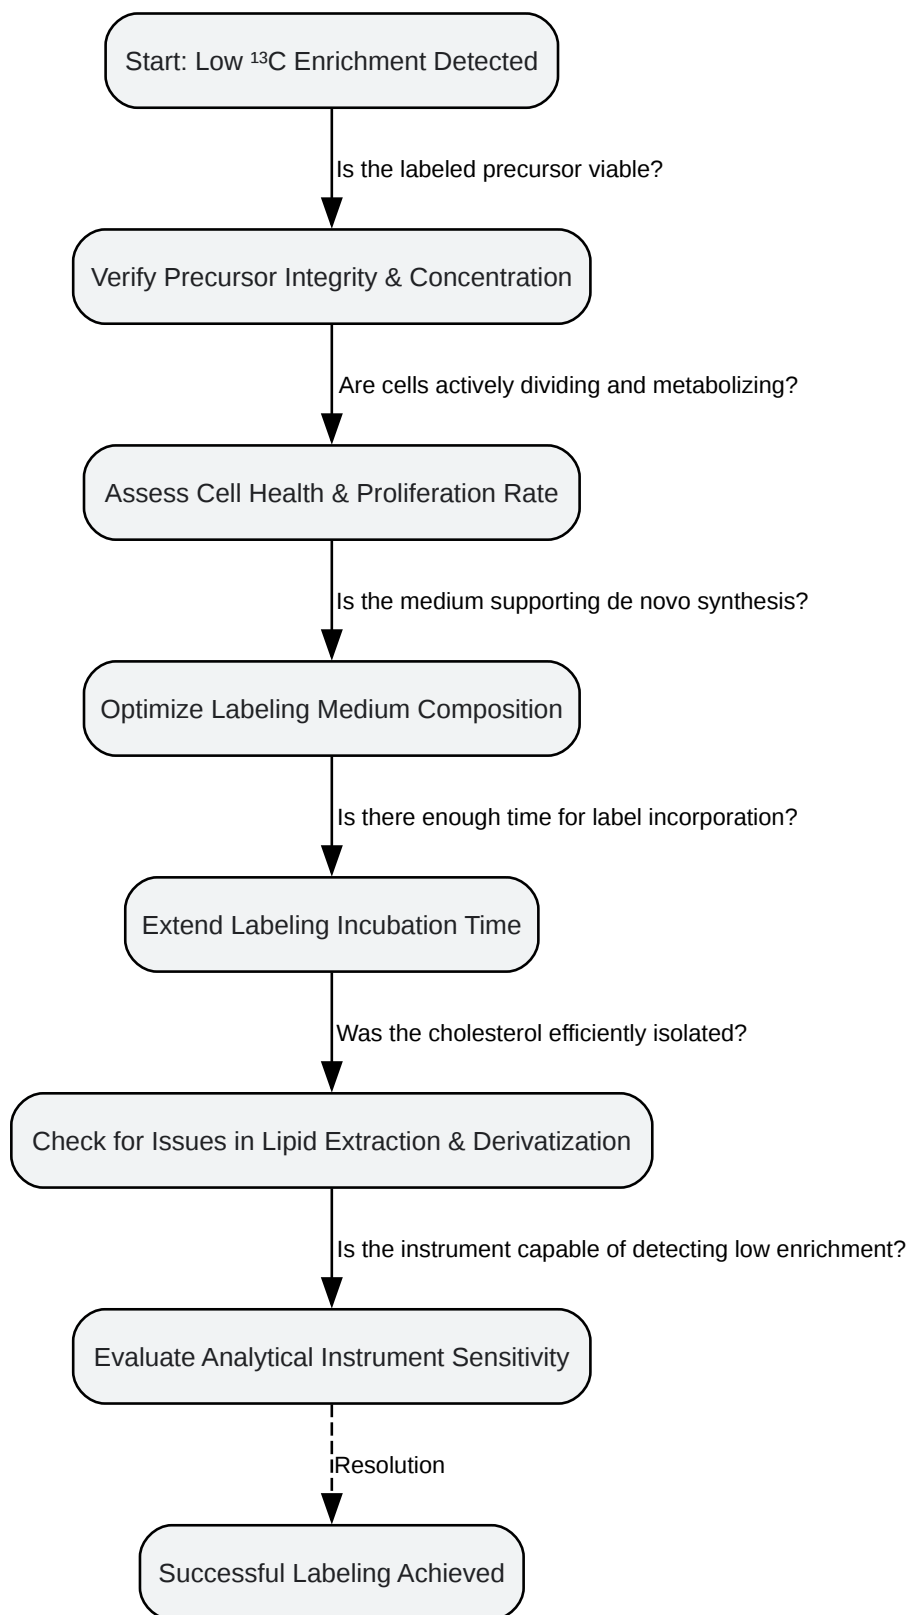 Start: Low ¹³C Enrichment Detected
Is the labeled precursor viable?
Verify Precursor Integrity & Concentration
Are cells actively dividing and metabolizing?
Assess Cell Health & Proliferation Rate
Is the medium supporting de novo synthesis?
Optimize Labeling Medium Composition
Is there enough time for label incorporation?
Extend Labeling Incubation Time
Was the cholesterol efficiently isolated?
Check for Issues in Lipid Extraction & Derivatization
Is the instrument capable of detecting low enrichment?
Evaluate Analytical Instrument Sensitivity
Resolution
Successful Labeling Achieved